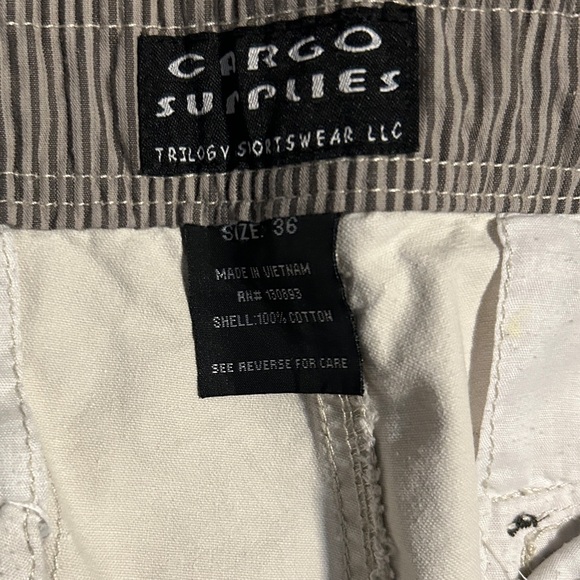 CARGO
SUPPLIES
TRILOGY SPORTSWEAR LLC
SIZE: 36
MADE IN VIETNAM
RN# 130893
SHELL:100% COTTON
SEE REVERSE FOR CARE